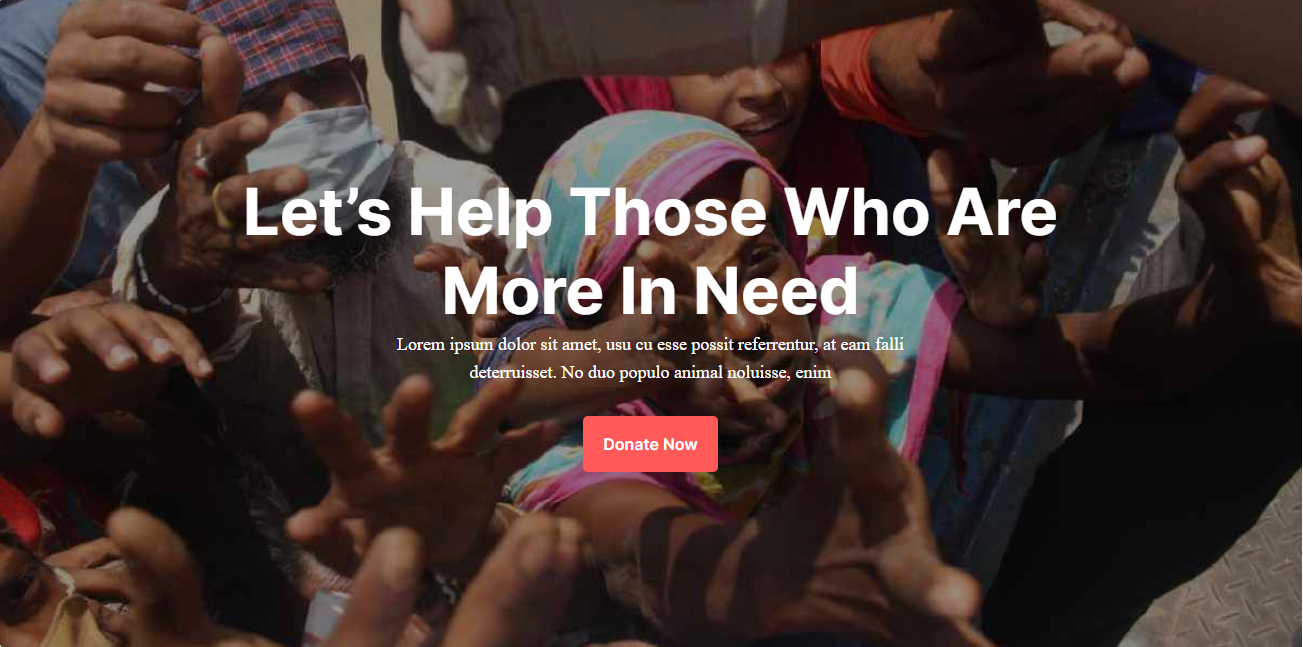 Let’s Help Those Who Are
More In Need
Lorem ipsum dolor sit amet, usu cu esse possit referrentur, at eam falli
deterruisset. No duo populo animal noluisse, enim
Donate Now